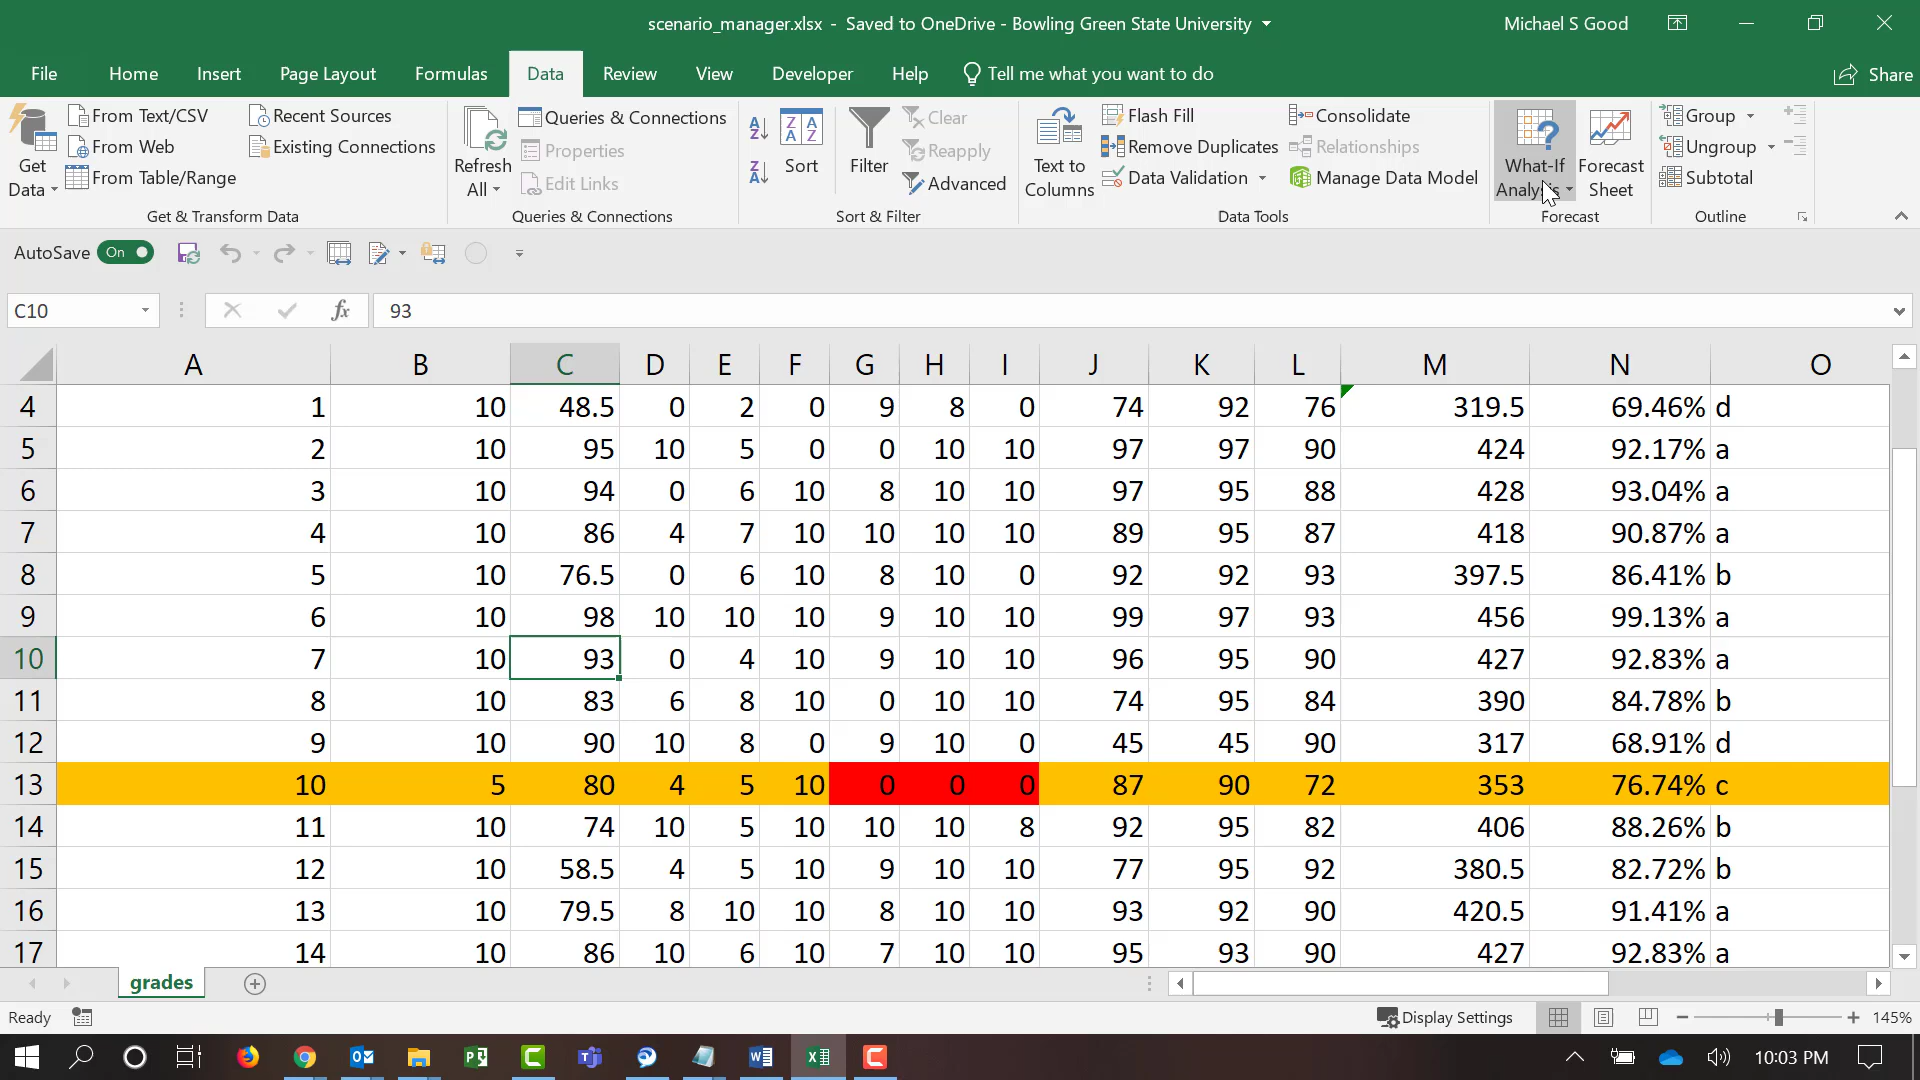 scenario_manager.xlsx - Saved to OneDrive - Bowling Green State University
Michael S Good
File Home Insert Page Layout Formulas Data Review View Developer Help Tell me what you want to do Share
Get Data
From Text/CSV
From Web
From Table/Range
Recent Sources
Existing Connections
Get & Transform Data
Refresh All
Queries & Connections
Properties
Edit Links
Queries & Connections
Sort
Filter
Clear
Reapply
Advanced
Sort & Filter
Text to Columns
Flash Fill
Remove Duplicates
Data Validation
Consolidate
Relationships
Manage Data Model
Data Tools
What-If Analysis
Forecast Sheet
Forecast
Group
Ungroup
Subtotal
Outline
AutoSave On
C10 fx 93
A B C D E F G H I J K L M N O
4 1 10 48.5 0 2 0 9 8 0 74 92 76 319.5 69.46% d
5 2 10 95 10 5 0 0 10 10 97 97 90 424 92.17% a
6 3 10 94 0 6 10 8 10 10 97 95 88 428 93.04% a
7 4 10 86 4 7 10 10 10 10 89 95 87 418 90.87% a
8 5 10 76.5 0 6 10 8 10 0 92 92 93 397.5 86.41% b
9 6 10 98 10 10 10 9 10 10 99 97 93 456 99.13% a
10 7 10 93 0 4 10 9 10 10 96 95 90 427 92.83% a
11 8 10 83 6 8 10 0 10 10 74 95 84 390 84.78% b
12 9 10 90 10 8 0 9 10 0 45 45 90 317 68.91% d
13 10 5 80 4 5 10 0 0 0 87 90 72 353 76.74% c
14 11 10 74 10 5 10 10 10 8 92 95 82 406 88.26% b
15 12 10 58.5 4 5 10 9 10 10 77 95 92 380.5 82.72% b
16 13 10 79.5 8 10 10 8 10 10 93 92 90 420.5 91.41% a
17 14 10 86 10 6 10 7 10 10 95 93 90 427 92.83% a
grades
Ready Display Settings 145%
10:03 PM